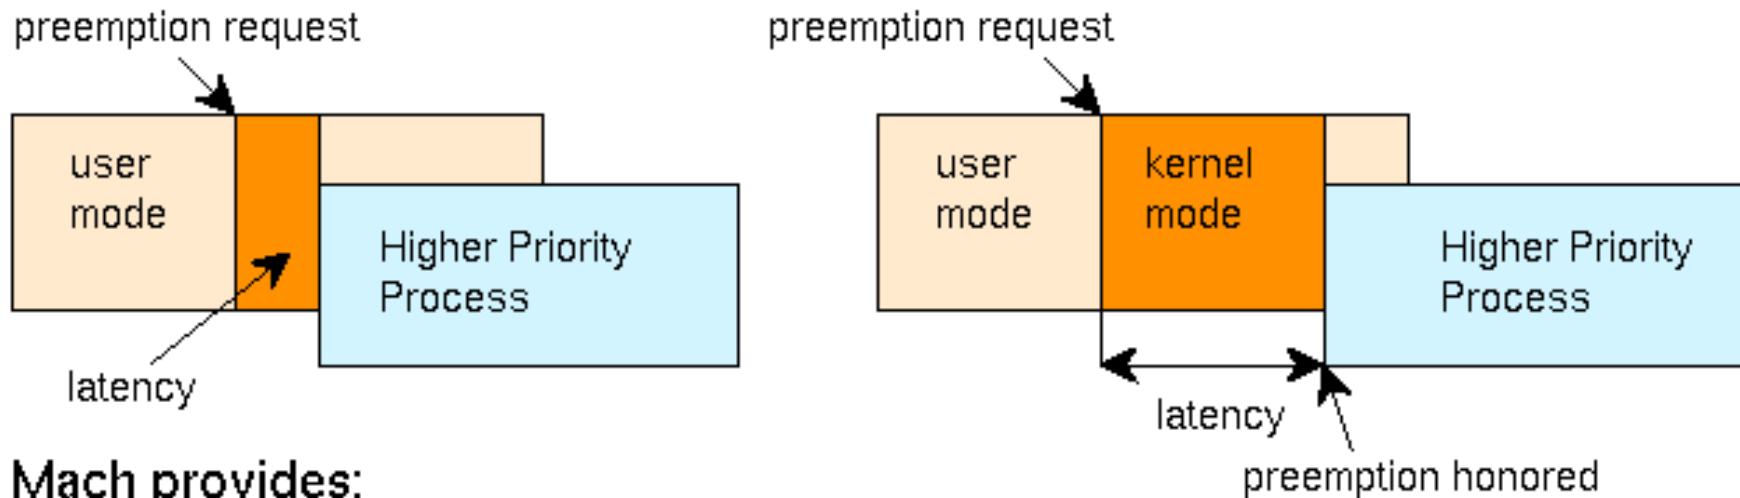 preemption request
user
mode
Higher Priority
Process
latency
preemption request
user
mode
kernel
mode
Higher Priority
Process
latency
preemption honored
Mach provides: